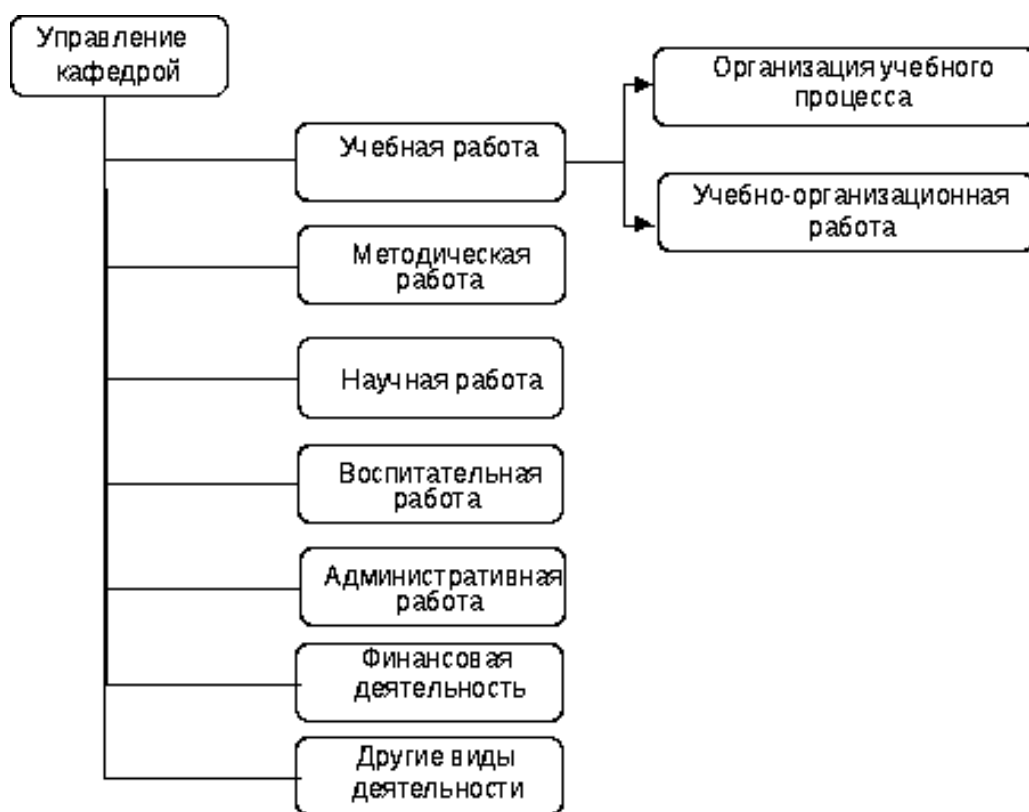 Управление
кафедрой
Организация учебного
процесса
Учебная работа
Учебно-организационная
работа
Методическая
работа
Научная работа
Воспитательная
работа
Административная
работа
Финансовая
деятельность
Другие виды
деятельности